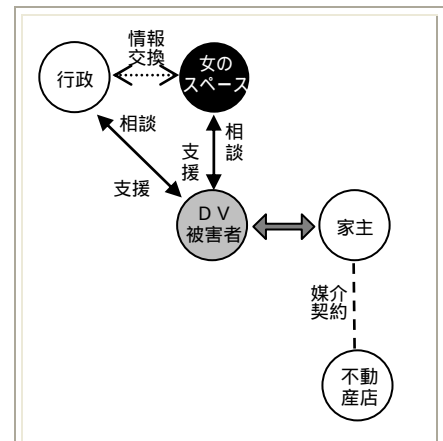 情報
交換
行政
女の
スペース
相談
支援
相談
支援
ＤＶ
被害者
家主
媒介
契約
不動
産店